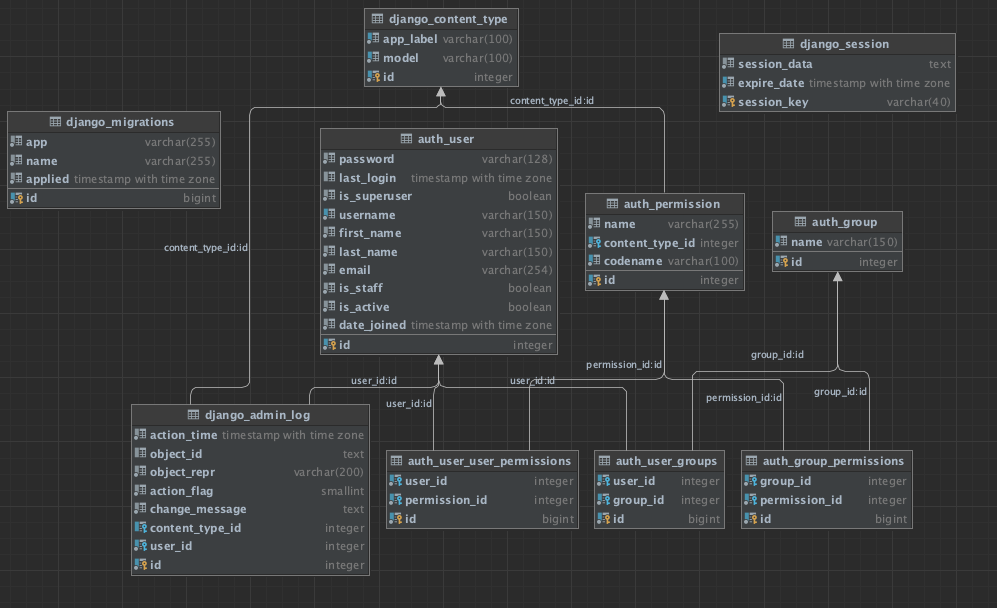 django_content_type
app_label varchar(100)
model varchar(100)
id integer
django_session
session_data text
expire_date timestamp with time zone
session_key varchar(40)
content_type_id:id
django_migrations
app varchar(255)
name varchar(255)
applied timestamp with time zone
id bigint
auth_user
password varchar(128)
last_login timestamp with time zone
is_superuser boolean
username varchar(150)
first_name varchar(150)
last_name varchar(150)
email varchar(254)
is_staff boolean
is_active boolean
date_joined timestamp with time zone
id integer
auth_permission
name varchar(255)
content_type_id integer
codename varchar(100)
id integer
auth_group
name varchar(150)
id integer
content_type_id:id
group_id:id
permission_id:id
user_id:id
user_id:id
group_id:id
permission_id:id
user_id:id
django_admin_log
action_time timestamp with time zone
object_id text
object_repr varchar(200)
action_flag smallint
change_message text
content_type_id integer
user_id integer
id integer
auth_user_user_permissions
user_id integer
permission_id integer
id bigint
auth_user_groups
user_id integer
group_id integer
id bigint
auth_group_permissions
group_id integer
permission_id integer
id bigint